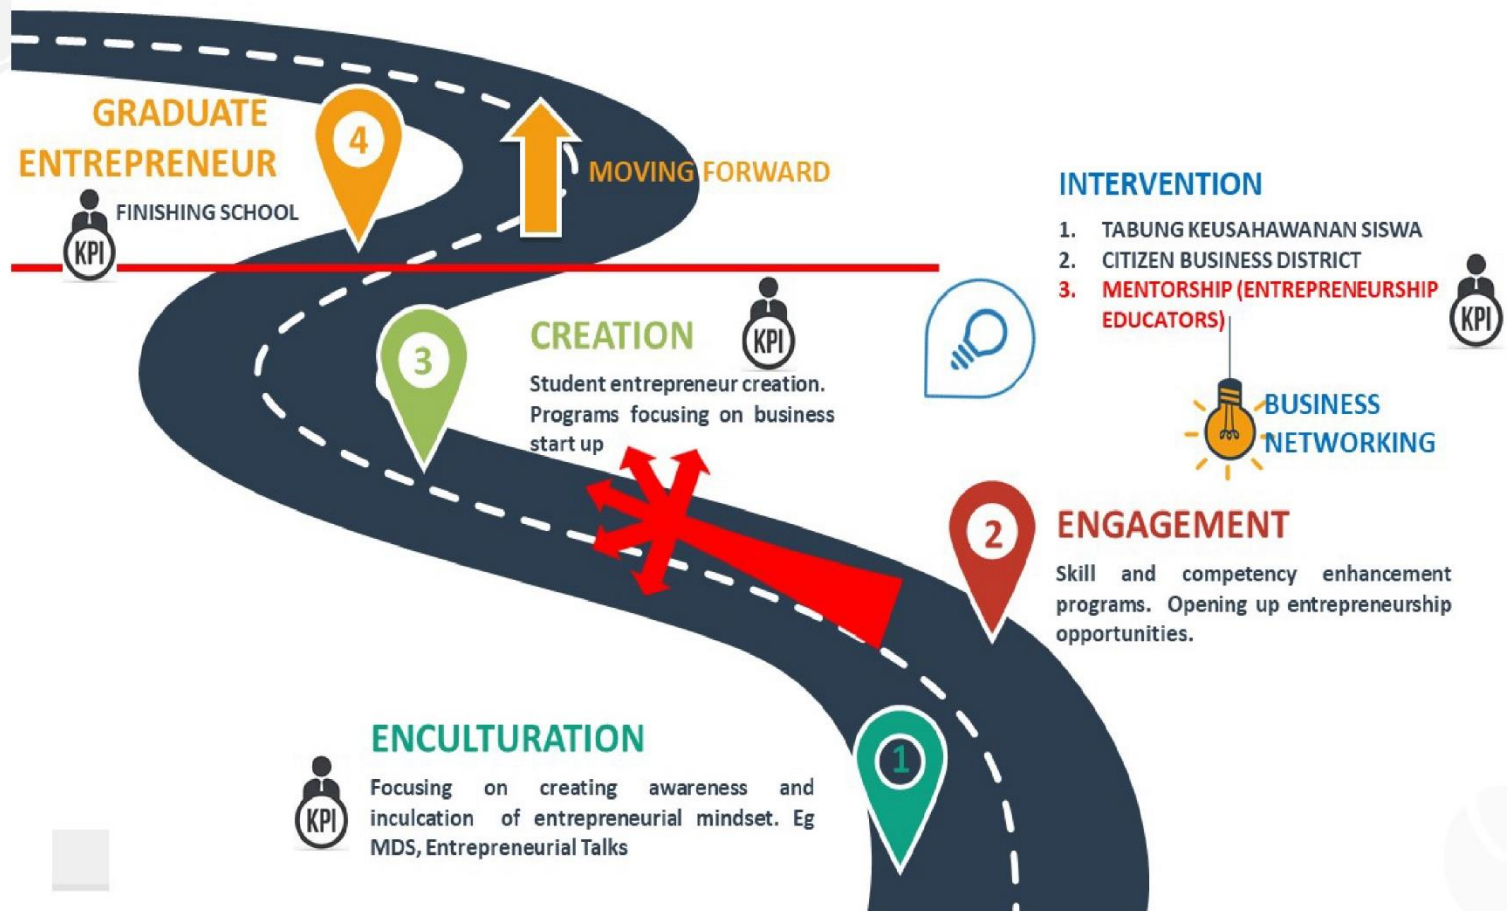 GRADUATE
ENTREPRENEUR
4
MOVING FORWARD
KPI
FINISHING SCHOOL
INTERVENTION
1. TABUNG KEUSAHAWANAN SISWA
2. CITIZEN BUSINESS DISTRICT
3. MENTORSHIP (ENTREPRENEURSHIP
EDUCATORS)
KPI
BUSINESS
NETWORKING
3
CREATION
KPI
Student entrepreneur creation.
Programs focusing on business
start up
2
ENGAGEMENT
Skill and competency enhancement
programs. Opening up entrepreneurship
opportunities.
1
ENCULTURATION
KPI
Focusing on creating awareness and
inculcation of entrepreneurial mindset. Eg
MDS, Entrepreneurial Talks